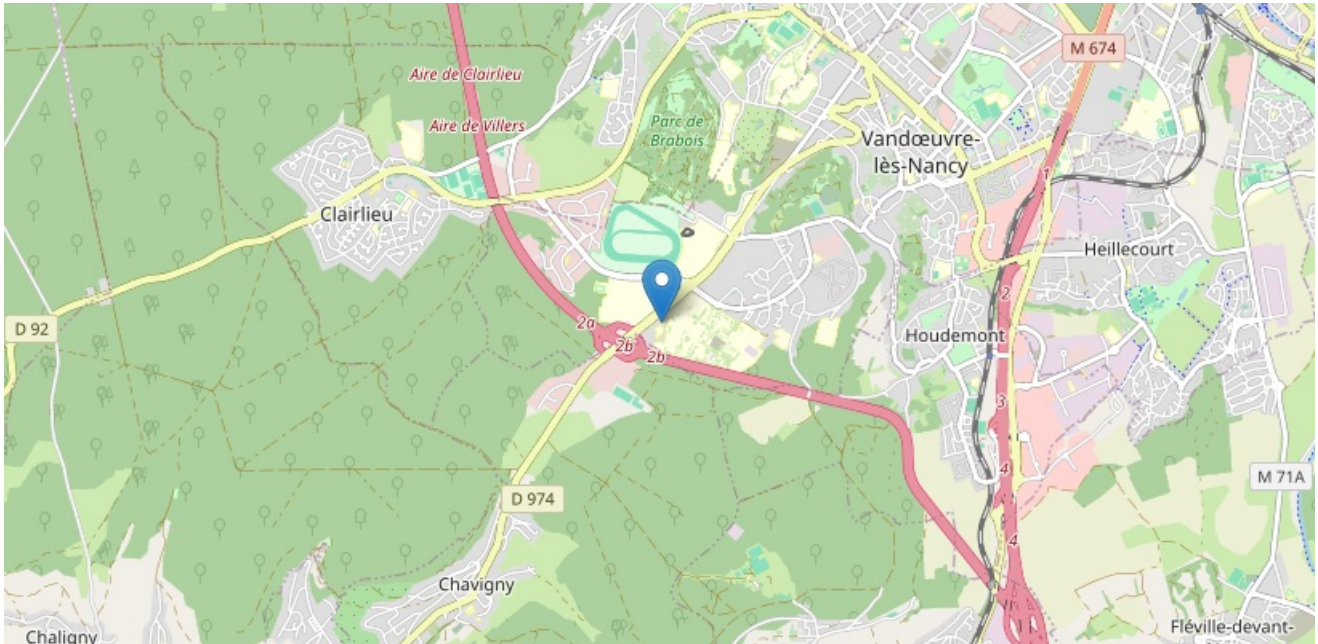 M 674
Aire de Clairlieu
Aire de Villers
Parc de
Brabois
Vandœuvre-
lès-Nancy
1
Clairlieu
Heillecourt
2
D 92
2a
2b
2b
Houdemont
3
4
M 71A
D 974
4
Chavigny
Chaligny
Fléville-devant-